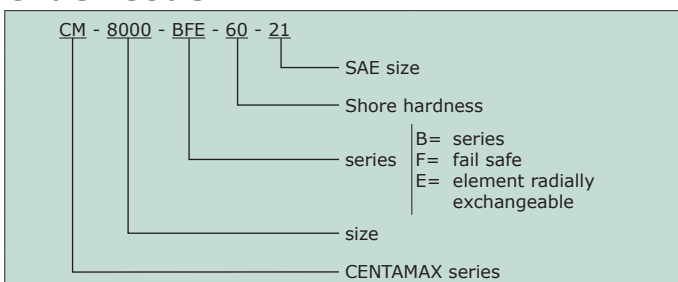 CM - 8000 - BFE - 60 - 21
SAE size
Shore hardness
series
B= series
F= fail safe
E= element radially
exchangeable
size
CENTAMAX series